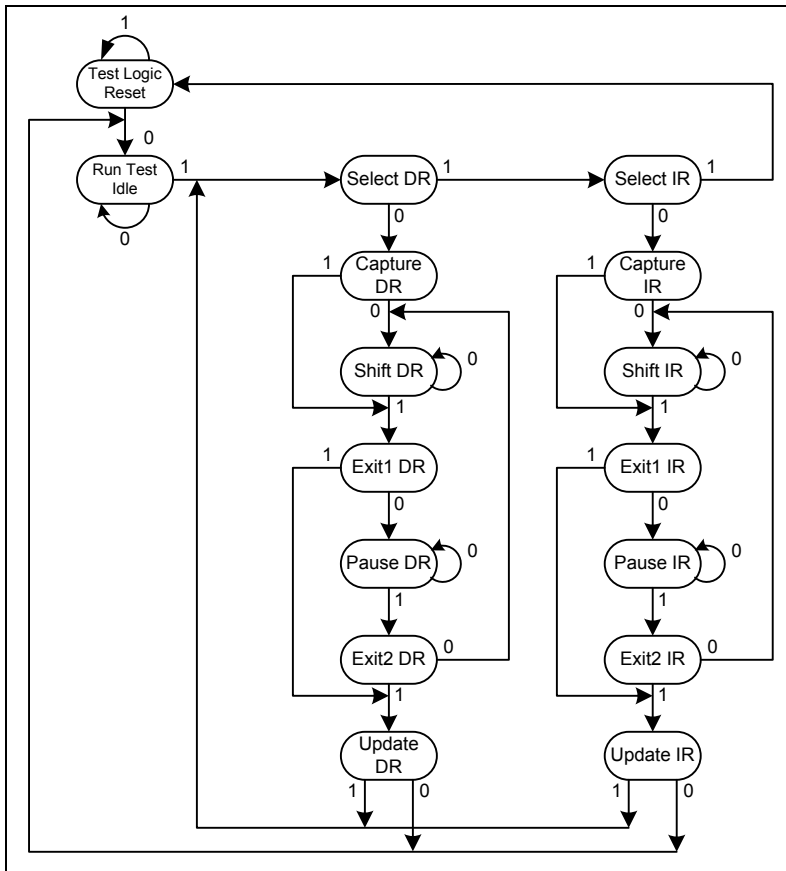 1
Test Logic
Reset
0
Run Test
Idle
1
Select DR
1
Select IR
1
0
0
0
1
Capture
DR
1
Capture
IR
0
0
Shift DR
0
Shift IR
0
1
1
1
Exit1 DR
1
Exit1 IR
0
0
Pause DR
0
Pause IR
0
1
1
Exit2 DR
0
Exit2 IR
0
1
1
Update
DR
Update IR
1
0
1
0